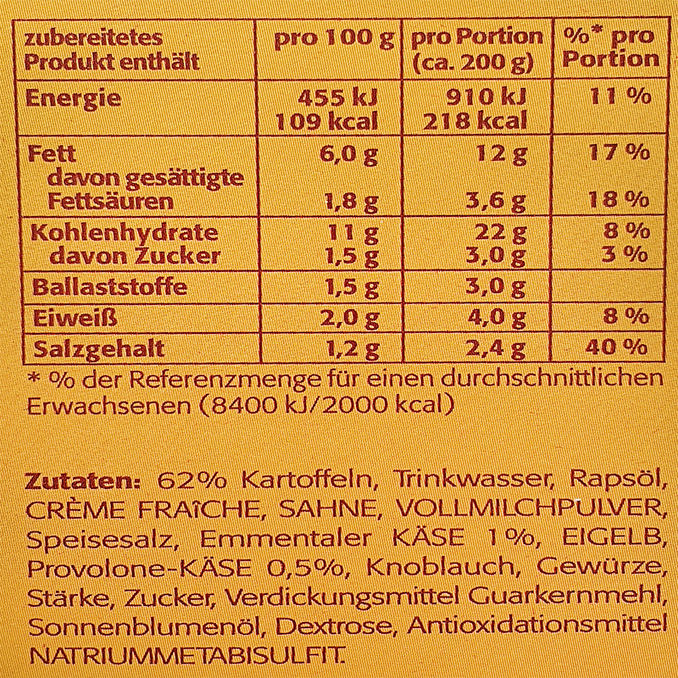 zubereitetes pro 100 g pro Portion %* pro
Produkt enthält (ca. 200 g) Portion
Energie 455 kJ 910 kJ 11 %
109 kcal 218 kcal
Fett 6,0 g 12 g 17 %
davon gesättigte
Fettsäuren 1,8 g 3,6 g 18 %
Kohlenhydrate 11 g 22 g 8 %
davon Zucker 1,5 g 3,0 g 3 %
Ballaststoffe 1,5 g 3,0 g
Eiweiß 2,0 g 4,0 g 8 %
Salzgehalt 1,2 g 2,4 g 40 %
* % der Referenzmenge für einen durchschnittlichen
Erwachsenen (8400 kJ/2000 kcal)
Zutaten: 62% Kartoffeln, Trinkwasser, Rapsöl,
CRÈME FRAîCHE, SAHNE, VOLLMILCHPULVER,
Speisesalz, Emmentaler KÄSE 1%, EIGELB,
Provolone-KÄSE 0,5%, Knoblauch, Gewürze,
Stärke, Zucker, Verdickungsmittel Guarkernmehl,
Sonnenblumenöl, Dextrose, Antioxidationsmittel
NATRIUMMETABISULFIT.